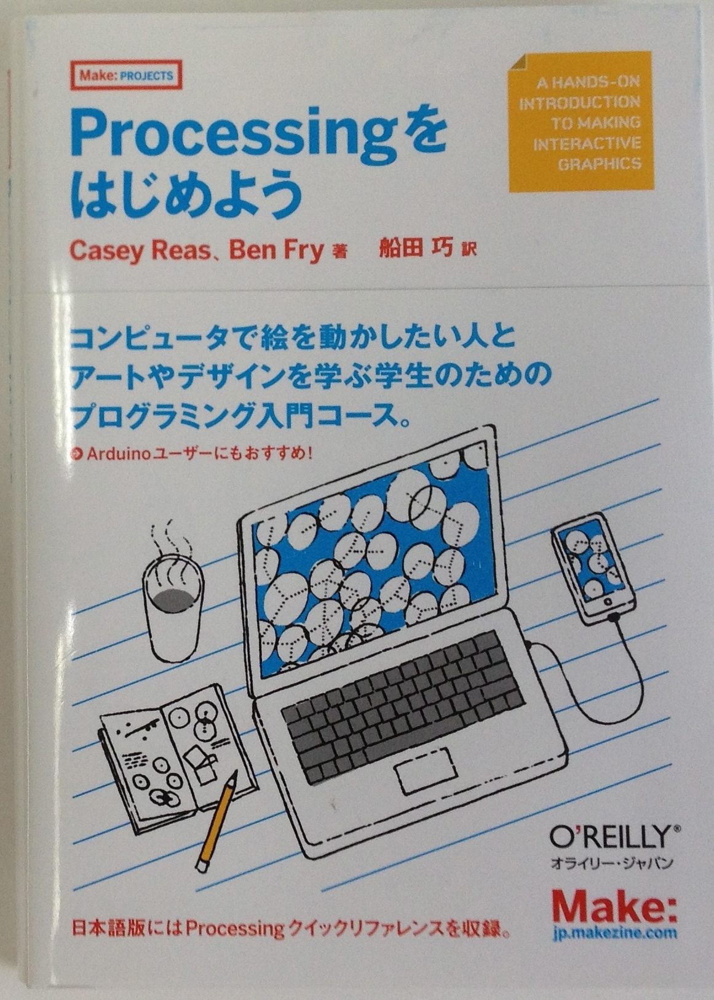 Make: PROJECTS
A HANDS-ON
INTRODUCTION
TO MAKING
INTERACTIVE
GRAPHICS
Processingを
はじめよう
Casey Reas、Ben Fry 著 船田 巧 訳
コンピュータで絵を動かしたい人と
アートやデザインを学ぶ学生のための
プログラミング入門コース。
Arduinoユーザーにもおすすめ！
O'REILLY®
オライリー・ジャパン
Make:
jp.makezine.com
日本語版にはProcessingクイックリファレンスを収録。